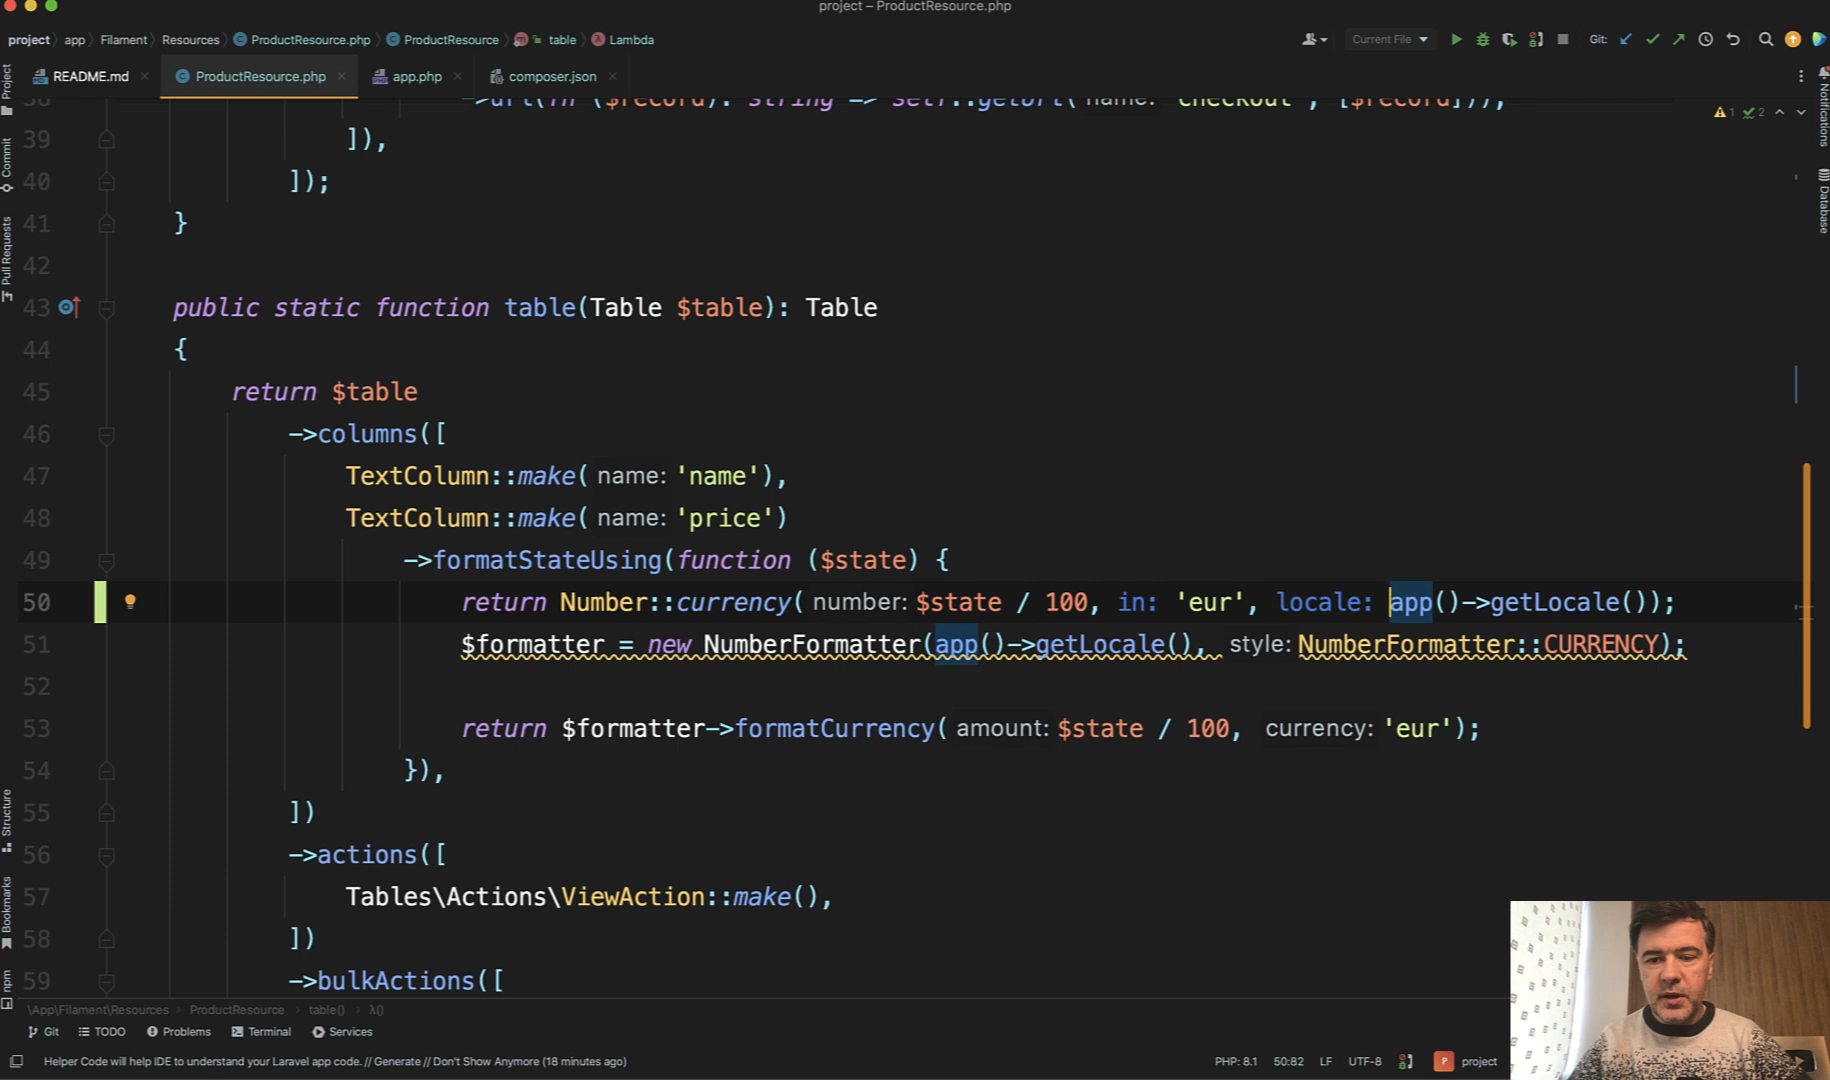 project – ProductResource.php
project
app
Filament
Resources
ProductResource.php
ProductResource
table
Lambda
Current File
Git:
README.md
ProductResource.php
app.php
composer.json
Project
Commit
Pull Requests
Structure
Bookmarks
npm
Notifications
Database
1 2
39 ]),
40 ]);
41 }
42
43 public static function table(Table $table): Table
44 {
45 return $table
46 ->columns([
47 TextColumn::make( name: 'name'),
48 TextColumn::make( name: 'price')
49 ->formatStateUsing(function ($state) {
50 return Number::currency( number: $state / 100, in: 'eur', locale: app()->getLocale());
51 $formatter = new NumberFormatter(app()->getLocale(), style: NumberFormatter::CURRENCY);
52
53 return $formatter->formatCurrency( amount: $state / 100, currency: 'eur');
54 }),
55 ])
56 ->actions([
57 Tables\Actions\ViewAction::make(),
58 ])
59 ->bulkActions([
\App\Filament\Resources
ProductResource
table()
λ()
Git
TODO
Problems
Terminal
Services
Helper Code will help IDE to understand your Laravel app code. // Generate // Don't Show Anymore (18 minutes ago)
PHP: 8.1
50:82
LF
UTF-8
P
project